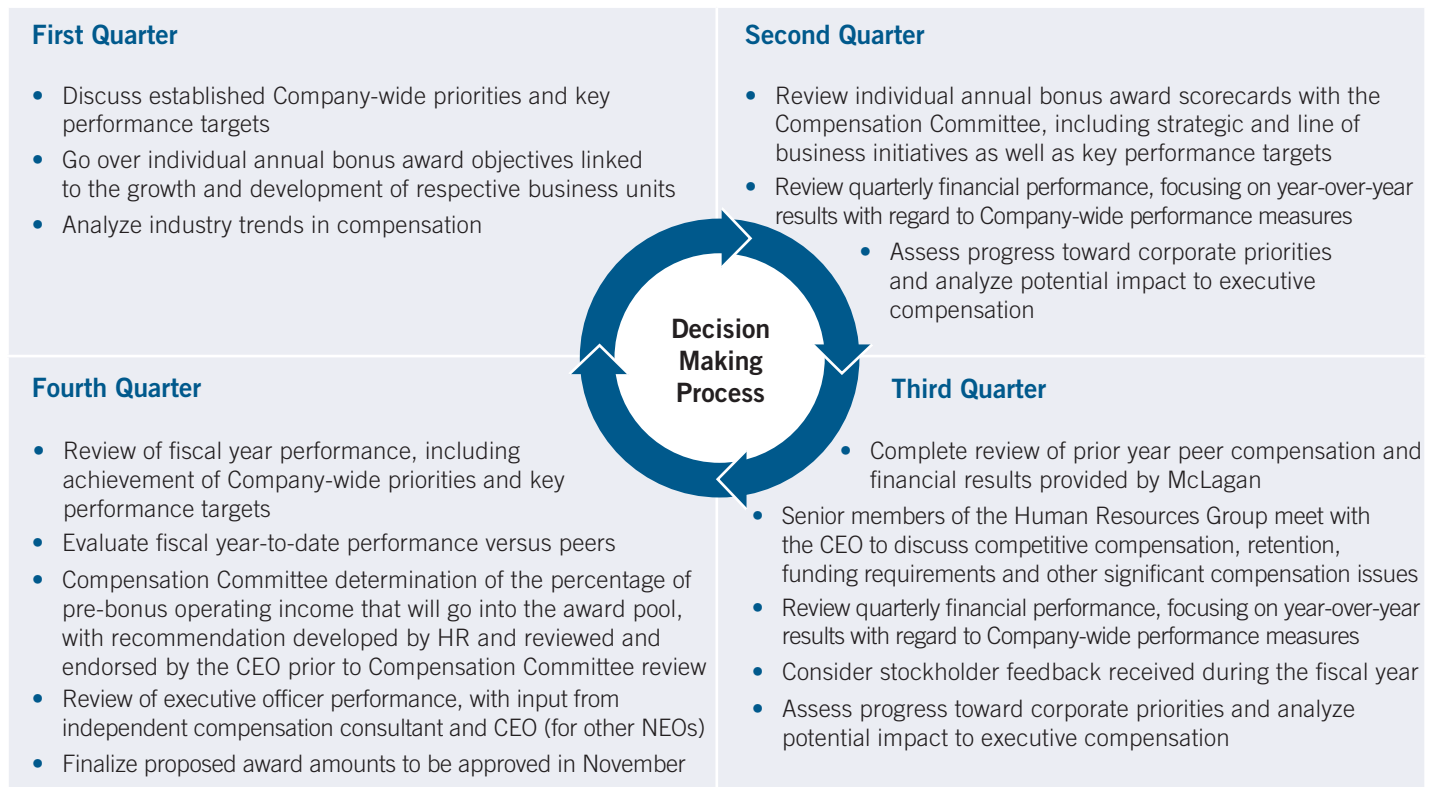 First Quarter
• Discuss established Company-wide priorities and key
performance targets
• Go over individual annual bonus award objectives linked
to the growth and development of respective business units
• Analyze industry trends in compensation
Second Quarter
• Review individual annual bonus award scorecards with the
Compensation Committee, including strategic and line of
business initiatives as well as key performance targets
• Review quarterly financial performance, focusing on year-over-year
results with regard to Company-wide performance measures
• Assess progress toward corporate priorities
and analyze potential impact to executive
compensation
Decision
Making
Process
Third Quarter
• Complete review of prior year peer compensation and
financial results provided by McLagan
• Senior members of the Human Resources Group meet with
the CEO to discuss competitive compensation, retention,
funding requirements and other significant compensation issues
• Review quarterly financial performance, focusing on year-over-year
results with regard to Company-wide performance measures
• Consider stockholder feedback received during the fiscal year
• Assess progress toward corporate priorities and analyze
potential impact to executive compensation
Fourth Quarter
• Review of fiscal year performance, including
achievement of Company-wide priorities and key
performance targets
• Evaluate fiscal year-to-date performance versus peers
• Compensation Committee determination of the percentage of
pre-bonus operating income that will go into the award pool,
with recommendation developed by HR and reviewed and
endorsed by the CEO prior to Compensation Committee review
• Review of executive officer performance, with input from
independent compensation consultant and CEO (for other NEOs)
• Finalize proposed award amounts to be approved in November